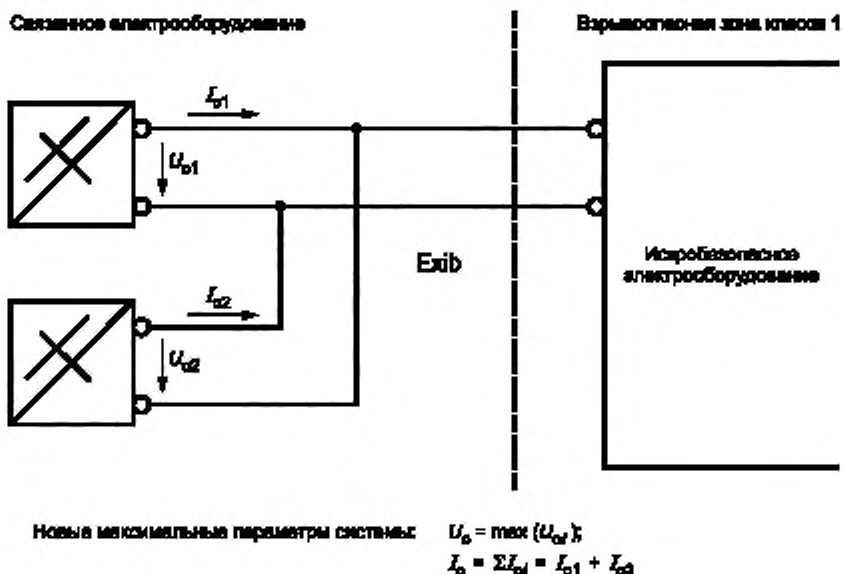 Связанное электрооборудование
Взрывоопасная зона класса 1
Io1
Uo1
Exib
Искробезопасное
электрооборудование
Io2
Uo2
Новые максимальные параметры системы: Uo = max (Uoi);
Io = ΣIoi = Io1 + Io2